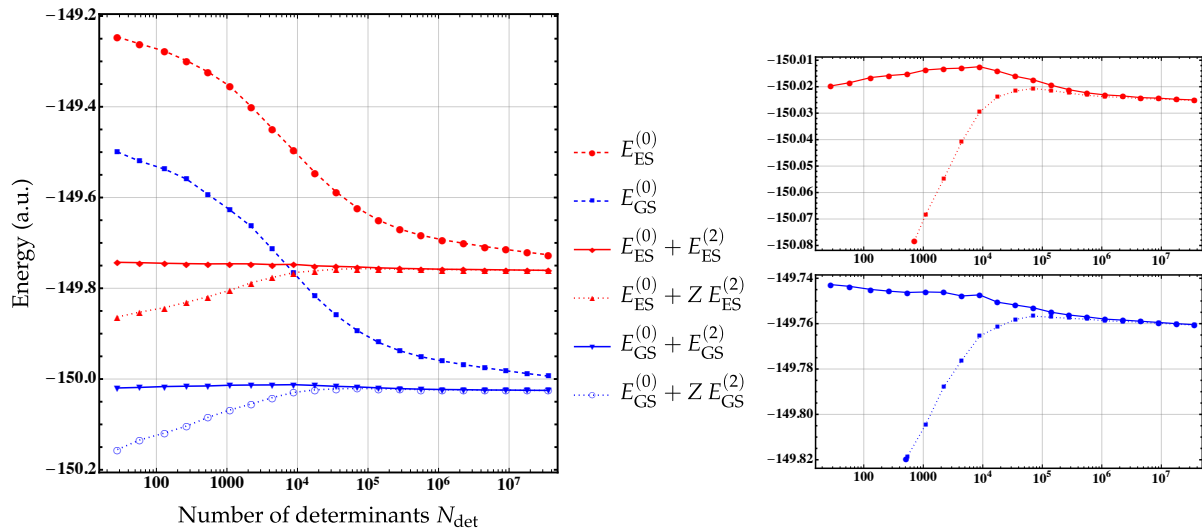 −149.2
−149.4
−149.6
−149.8
−150.0
−150.2
Energy (a.u.)
100 1000 10^4 10^5 10^6 10^7
Number of determinants N_det
E_ES^(0)
E_GS^(0)
E_ES^(0) + E_ES^(2)
E_ES^(0) + Z E_ES^(2)
E_GS^(0) + E_GS^(2)
E_GS^(0) + Z E_GS^(2)
−150.01
−150.02
−150.03
−150.04
−150.05
−150.06
−150.07
−150.08
100 1000 10^4 10^5 10^6 10^7
−149.74
−149.76
−149.78
−149.80
−149.82
100 1000 10^4 10^5 10^6 10^7